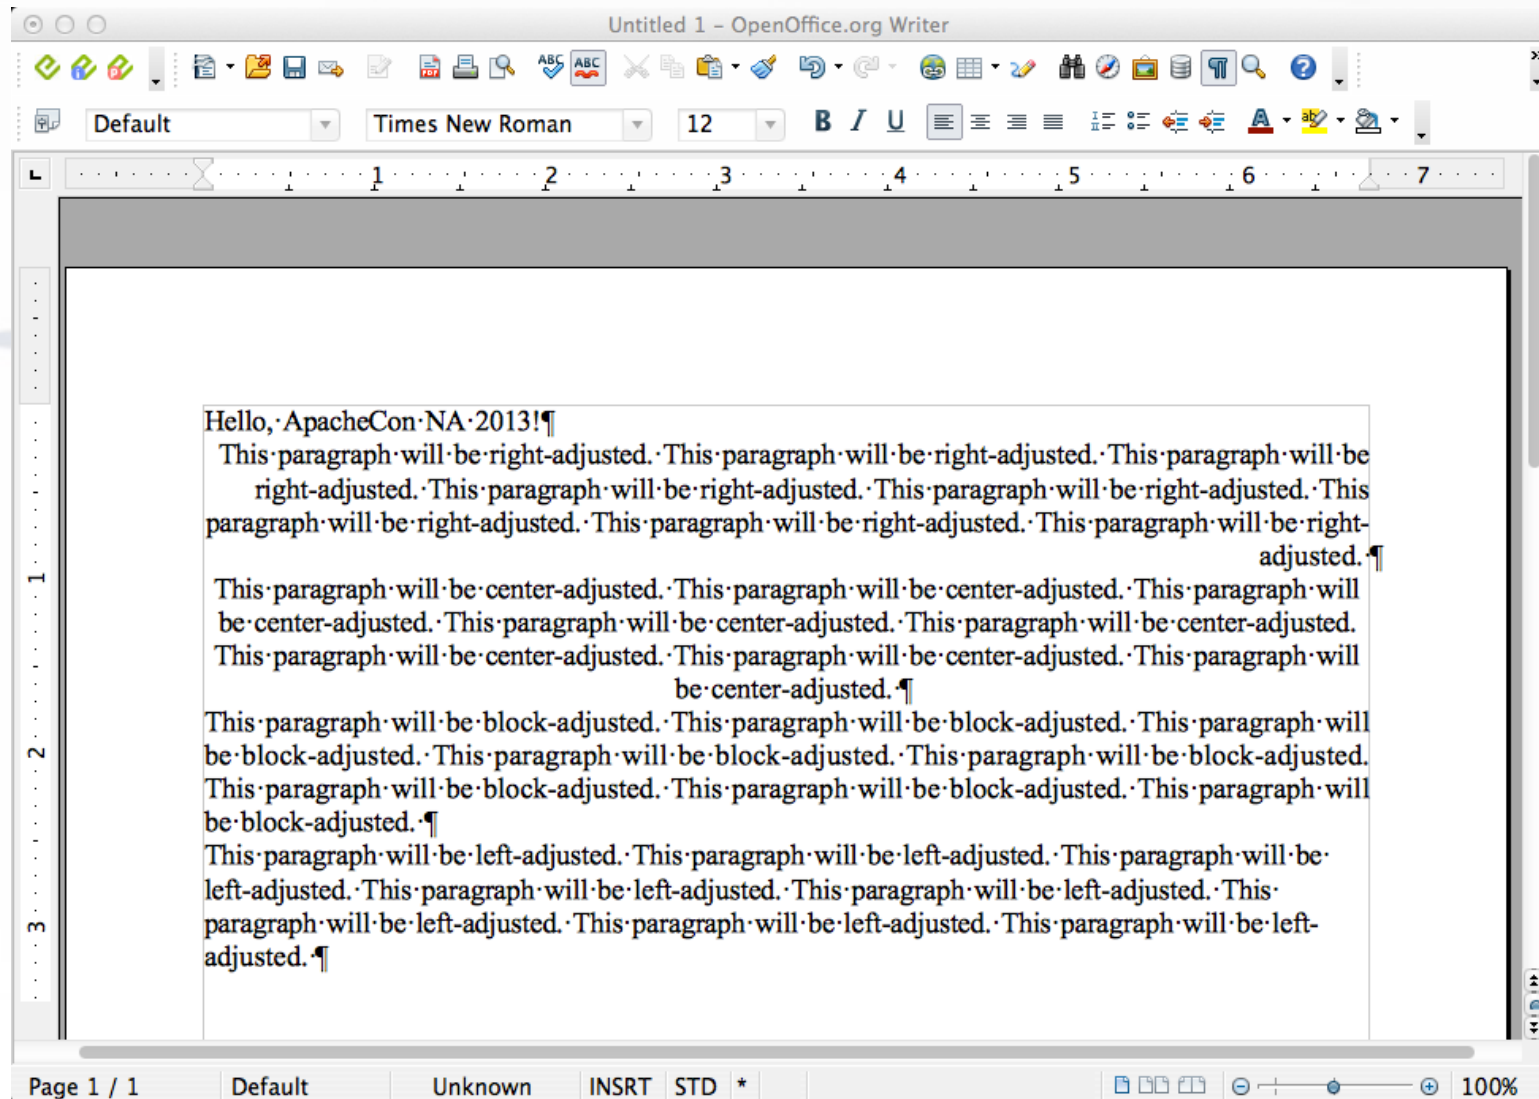 Untitled 1 – OpenOffice.org Writer
ABC ABC
Default Times New Roman 12 B I U A ab
1 2 3 4 5 6 7
Hello,·ApacheCon·NA·2013!¶
This·paragraph·will·be·right-adjusted.·This·paragraph·will·be·right-adjusted.·This·paragraph·will·be
right-adjusted.·This·paragraph·will·be·right-adjusted.·This·paragraph·will·be·right-adjusted.·This
paragraph·will·be·right-adjusted.·This·paragraph·will·be·right-adjusted.·This·paragraph·will·be·right-
adjusted.·¶
1
This·paragraph·will·be·center-adjusted.·This·paragraph·will·be·center-adjusted.·This·paragraph·will
be·center-adjusted.·This·paragraph·will·be·center-adjusted.·This·paragraph·will·be·center-adjusted.
This·paragraph·will·be·center-adjusted.·This·paragraph·will·be·center-adjusted.·This·paragraph·will
be·center-adjusted.·¶
This·paragraph·will·be·block-adjusted.·This·paragraph·will·be·block-adjusted.·This·paragraph·will
2
be·block-adjusted.·This·paragraph·will·be·block-adjusted.·This·paragraph·will·be·block-adjusted.
This·paragraph·will·be·block-adjusted.·This·paragraph·will·be·block-adjusted.·This·paragraph·will
be·block-adjusted.·¶
This·paragraph·will·be·left-adjusted.·This·paragraph·will·be·left-adjusted.·This·paragraph·will·be·
left-adjusted.·This·paragraph·will·be·left-adjusted.·This·paragraph·will·be·left-adjusted.·This·
paragraph·will·be·left-adjusted.·This·paragraph·will·be·left-adjusted.·This·paragraph·will·be·left-
3
adjusted.·¶
Page 1 / 1 Default Unknown INSRT STD * 100%